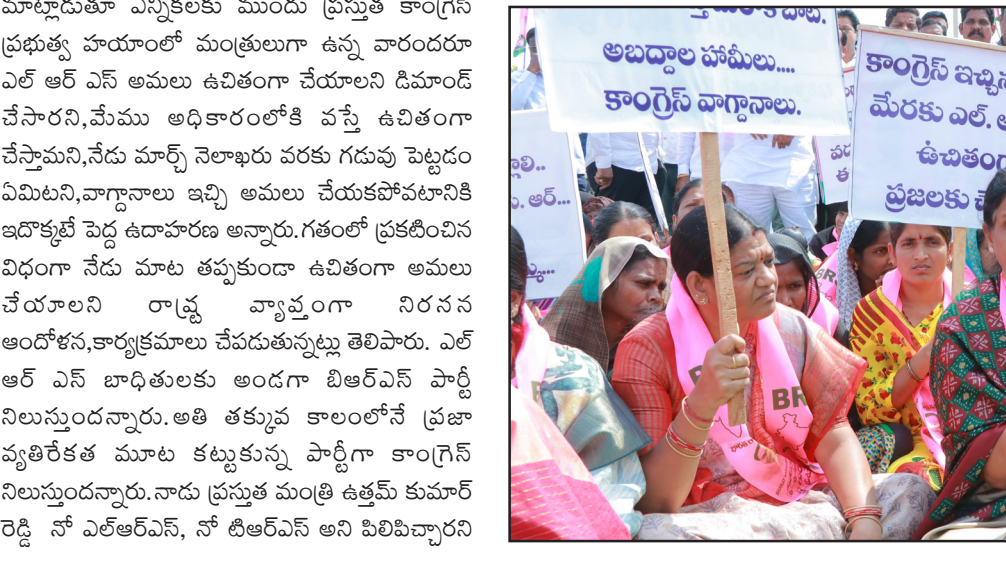 మాట్లాడుతూ ఎన్నికలకు ముందు ప్రస్తుత కాంగ్రెస్
ప్రభుత్వ హయాంలో మంత్రులుగా ఉన్న వారందరూ
ఎల్ ఆర్ ఎస్ అమలు ఉచితంగా చేయాలని డిమాండ్
చేసారని,మేము అధికారంలోకి వస్తే ఉచితంగా
చేస్తామని,నేడు మార్చ్ నెలాఖరు వరకు గడువు పెట్టడం
ఏమిటని,వాగ్దానాలు ఇచ్చి అమలు చేయకపోవటానికి
ఇదొక్కటే పెద్ద ఉదాహరణ అన్నారు.గతంలో ప్రకటించిన
విధంగా నేడు మాట తప్పకుండా ఉచితంగా అమలు
చేయాలని రాష్ట్ర వ్యాప్తంగా నిరసన
ఆందోళన,కార్యక్రమాలు చేపడుతున్నట్లు తెలిపారు. ఎల్
ఆర్ ఎస్ బాధితులకు అండగా బిఆర్ఎస్ పార్టీ
నిలుస్తుందన్నారు.అతి తక్కువ కాలంలోనే ప్రజా
వ్యతిరేకత మూట కట్టుకున్న పార్టీగా కాంగ్రెస్
నిలుస్తుందన్నారు.నాడు ప్రస్తుత మంత్రి ఉత్తమ్ కుమార్
రెడ్డి నో ఎల్ఆర్ఎస్, నో టిఆర్ఎస్ అని పిలిపిచ్చారని
అబద్ధాల హామీలు....
కాంగ్రెస్ వాగ్దానాలు.
కాంగ్రెస్ ఇచ్చిన
మేరకు ఎల్.
ఉచితంగ
ప్రజలకు
ఆర్...
BR